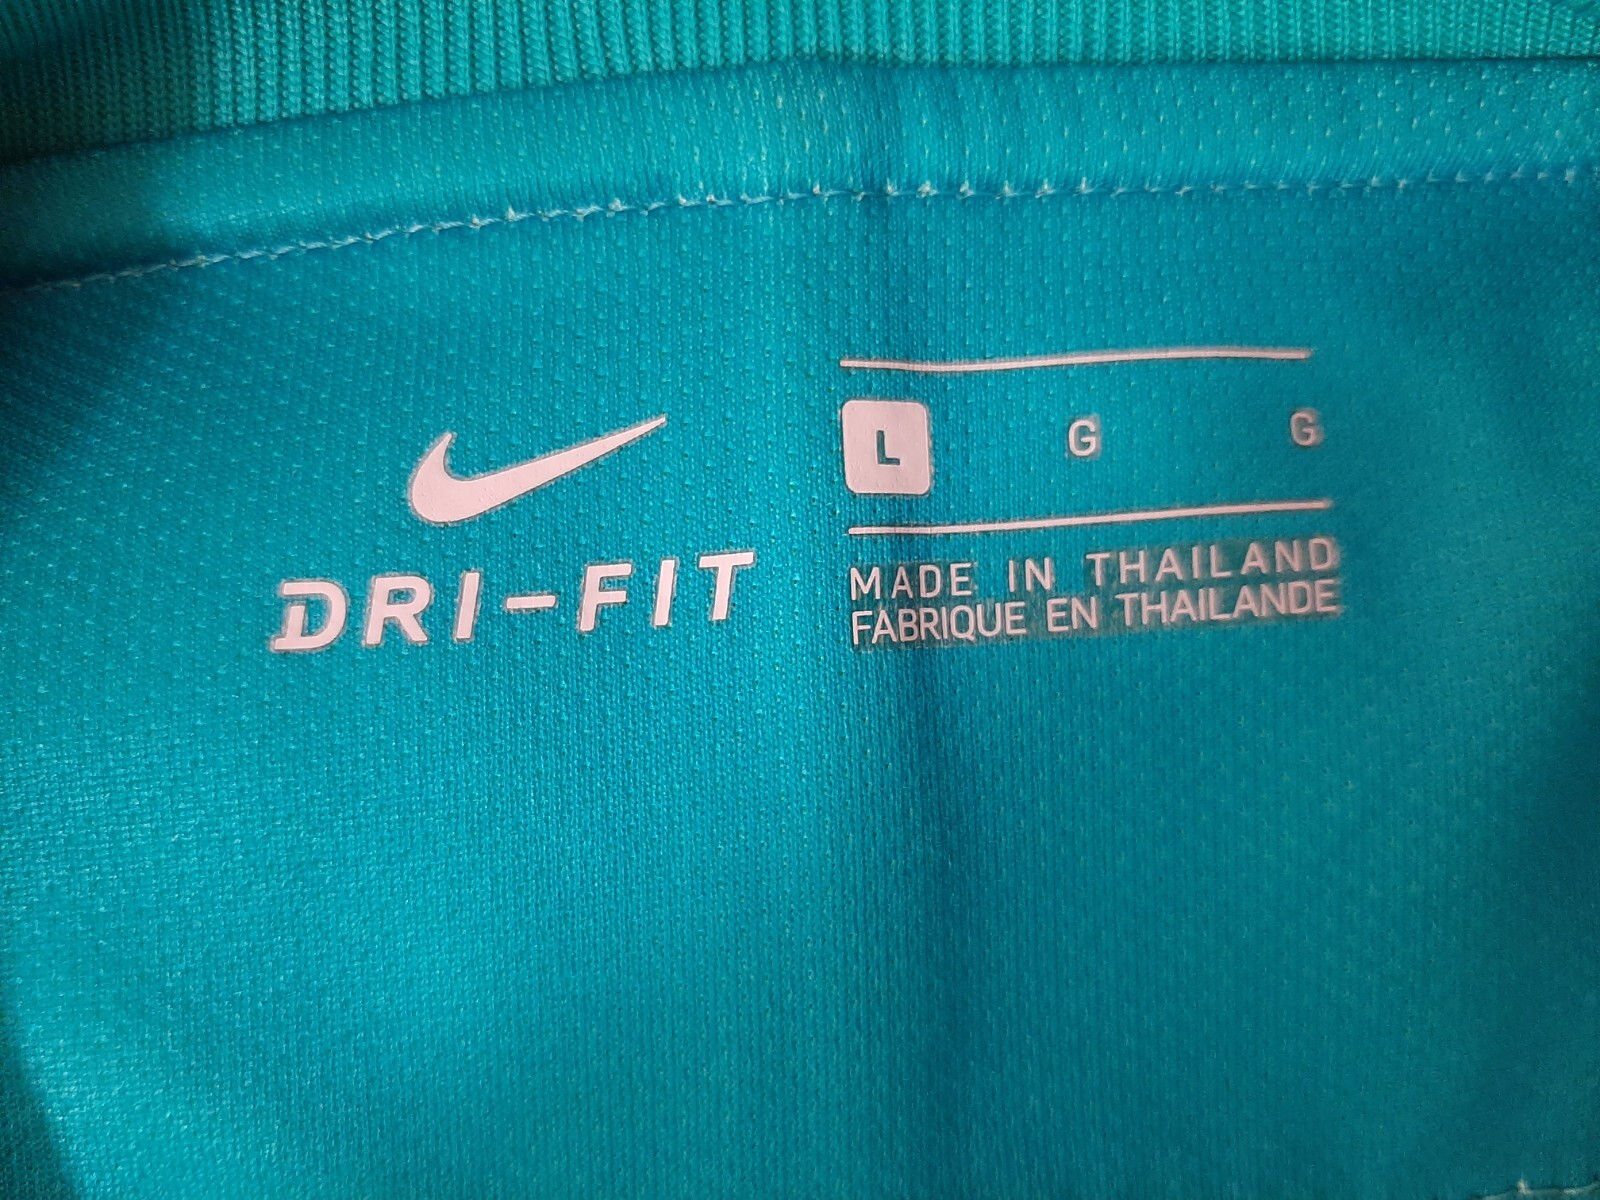 DRI-FIT
L G G
MADE IN THAILAND
FABRIQUE EN THAILANDE